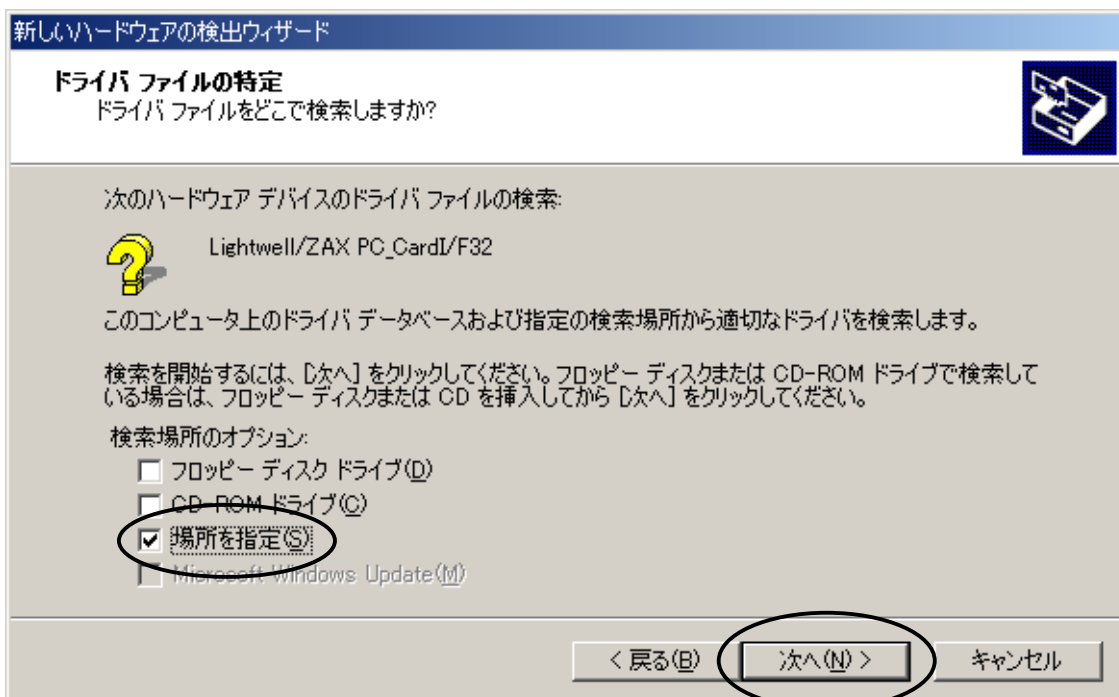 新しいハードウェアの検出ウィザード
ドライバ ファイルの特定
ドライバ ファイルをどこで検索しますか?
次のハードウェア デバイスのドライバ ファイルの検索:
Lightwell/ZAX PC_CardI/F32
このコンピュータ上のドライバ データベースおよび指定の検索場所から適切なドライバを検索します。
検索を開始するには、[次へ] をクリックしてください。フロッピー ディスクまたは CD-ROM ドライブで検索して
いる場合は、フロッピー ディスクまたは CD を挿入してから [次へ] をクリックしてください。
検索場所のオプション:
フロッピー ディスク ドライブ(D)
CD-ROM ドライブ(C)
場所を指定(S)
Microsoft Windows Update(M)
< 戻る(B) 次へ(N) > キャンセル